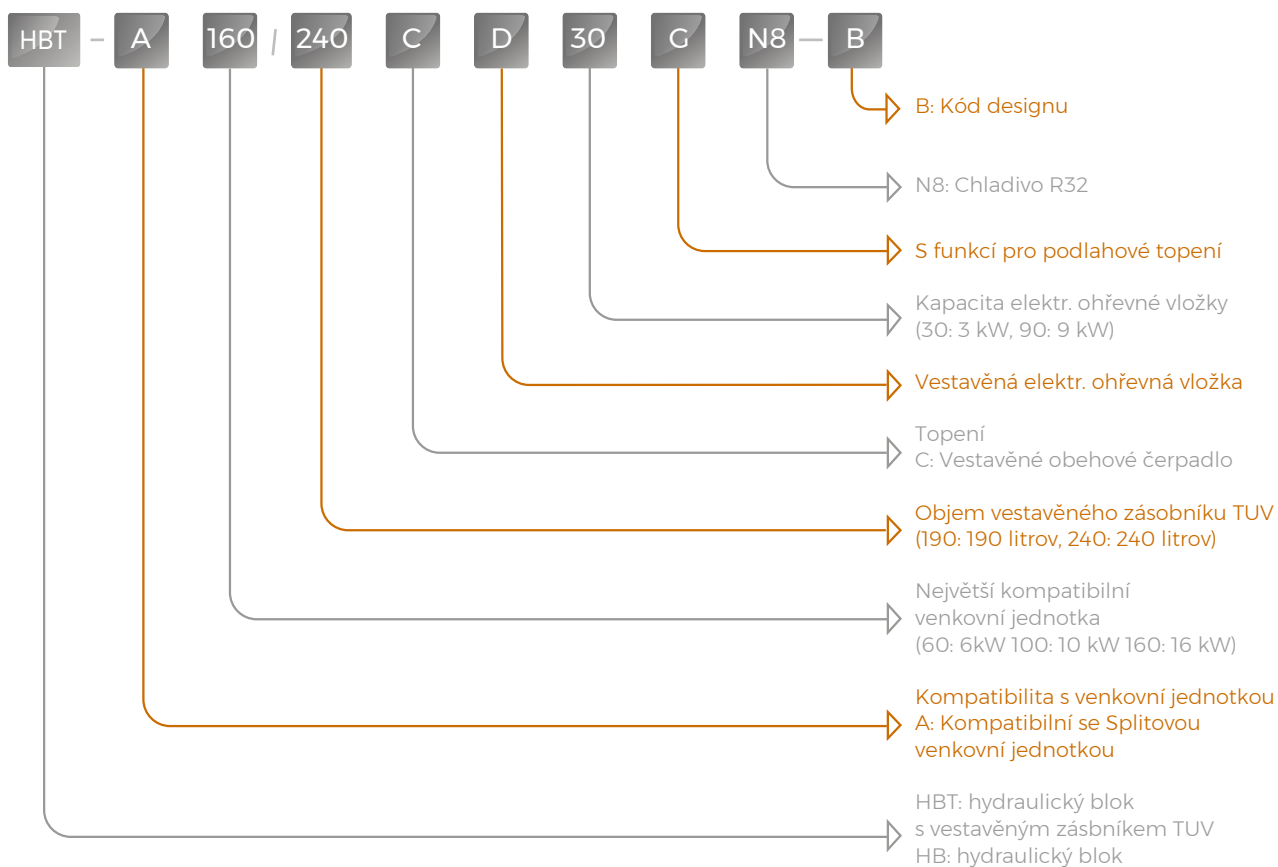 HBT – A 160 / 240 C D 30 G N8 — B
B: Kód designu
N8: Chladivo R32
S funkcí pro podlahové topení
Kapacita elektr. ohřevné vložky
(30: 3 kW, 90: 9 kW)
Vestavěná elektr. ohřevná vložka
Topení
C: Vestavěné obehové čerpadlo
Objem vestavěného zásobníku TUV
(190: 190 litrov, 240: 240 litrov)
Největší kompatibilní
venkovní jednotka
(60: 6kW 100: 10 kW 160: 16 kW)
Kompatibilita s venkovní jednotkou
A: Kompatibilní se Splitovou
venkovní jednotkou
HBT: hydraulický blok
s vestavěným zásbníkem TUV
HB: hydraulický blok